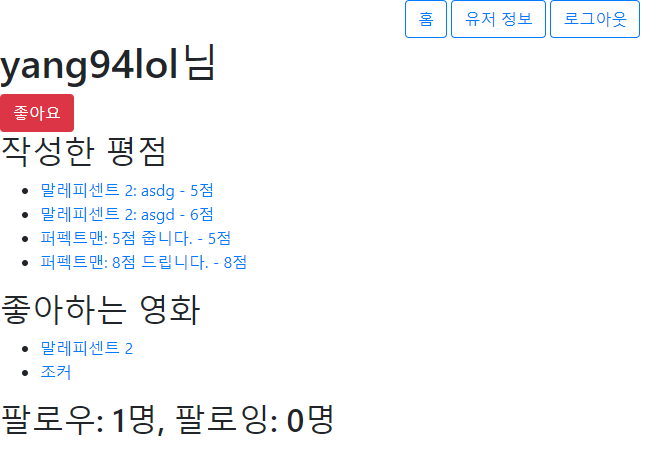 홈 유저 정보 로그아웃
yang94lol님
좋아요
작성한 평점
말레피센트 2: asdg - 5점
말레피센트 2: asgd - 6점
퍼펙트맨: 5점 줍니다. - 5점
퍼펙트맨: 8점 드립니다. - 8점
좋아하는 영화
말레피센트 2
조커
팔로우: 1명, 팔로잉: 0명